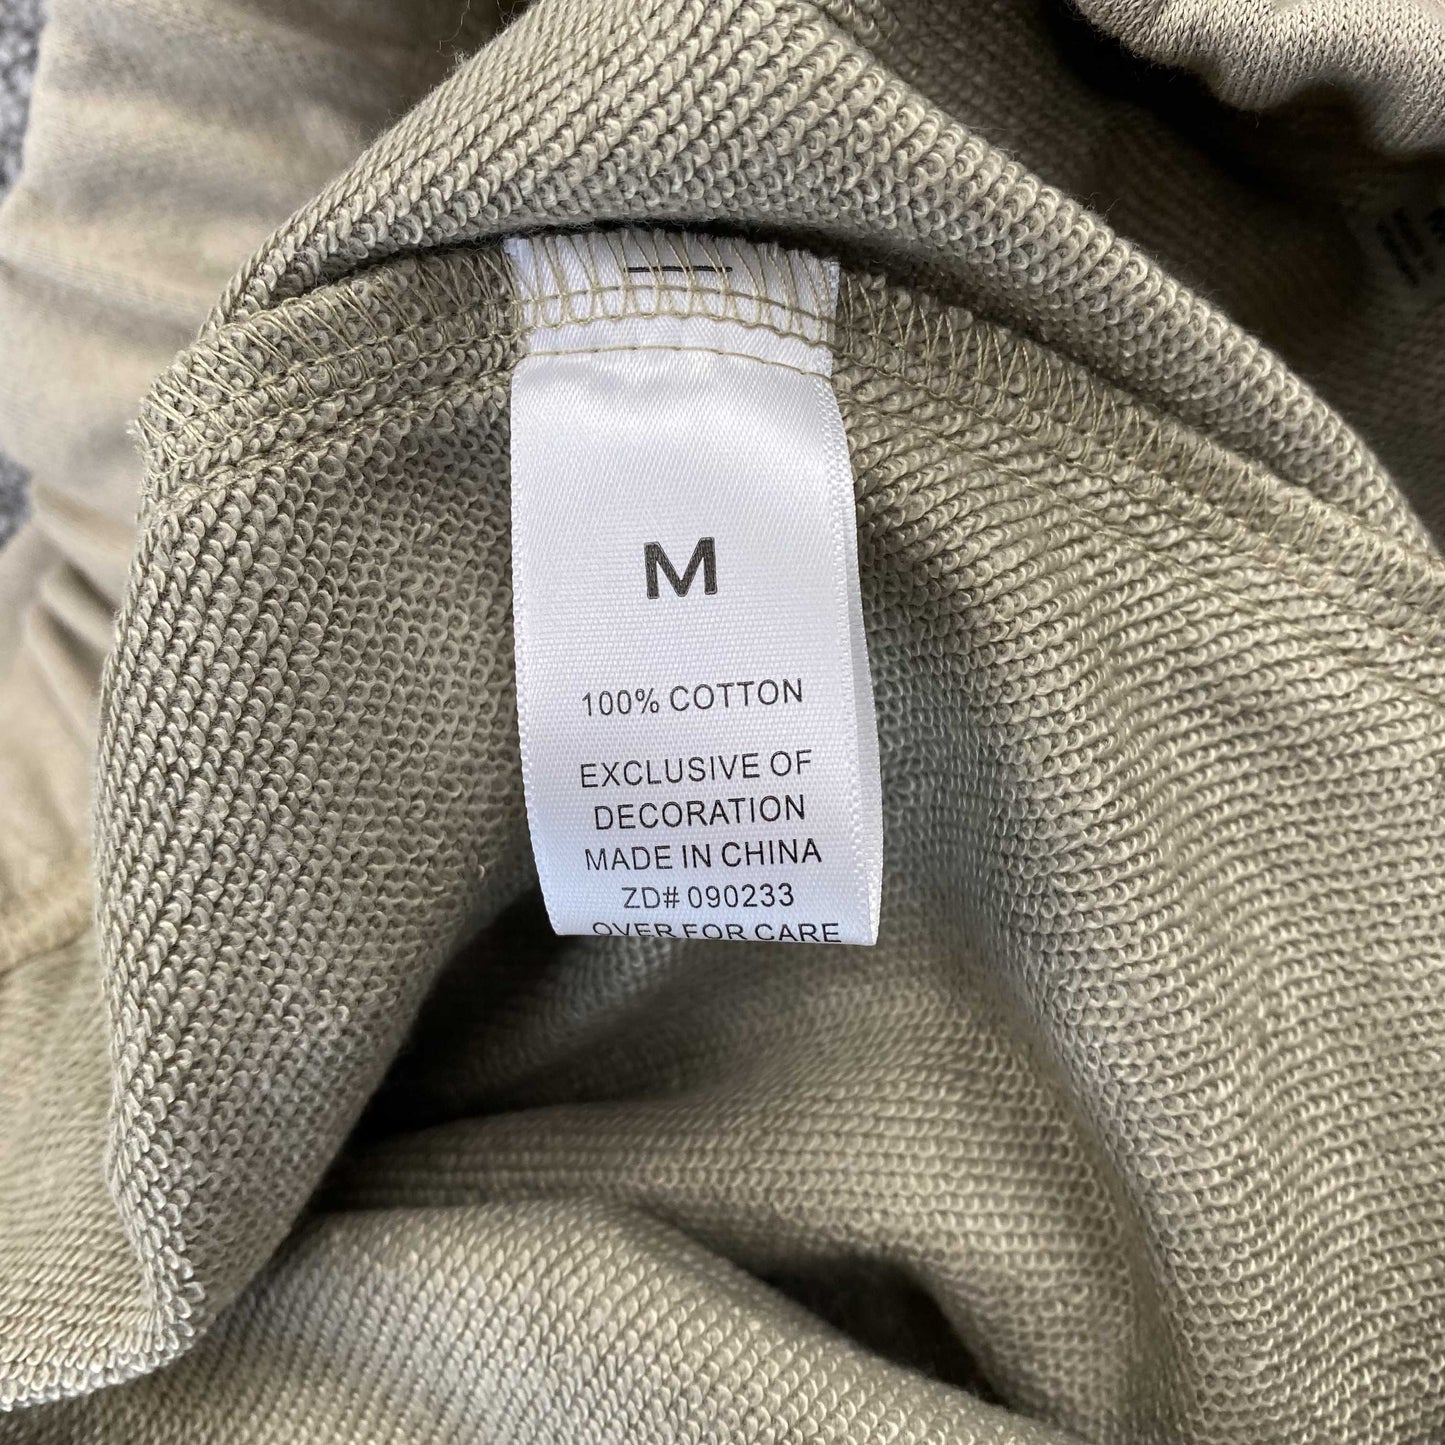 M
100% COTTON
EXCLUSIVE OF
DECORATION
MADE IN CHINA
ZD# 090233
OVER FOR CARE